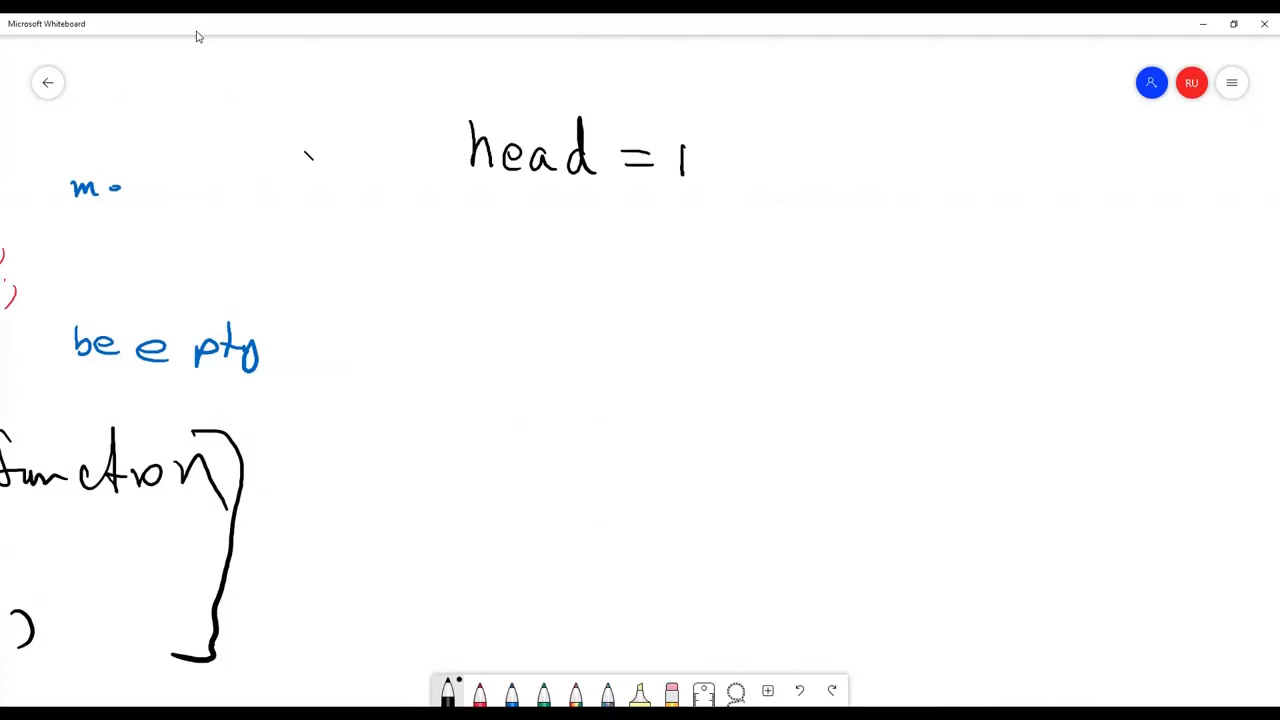 Microsoft Whiteboard
RU
head = 1
m.
)
;)
be e pty
function
)